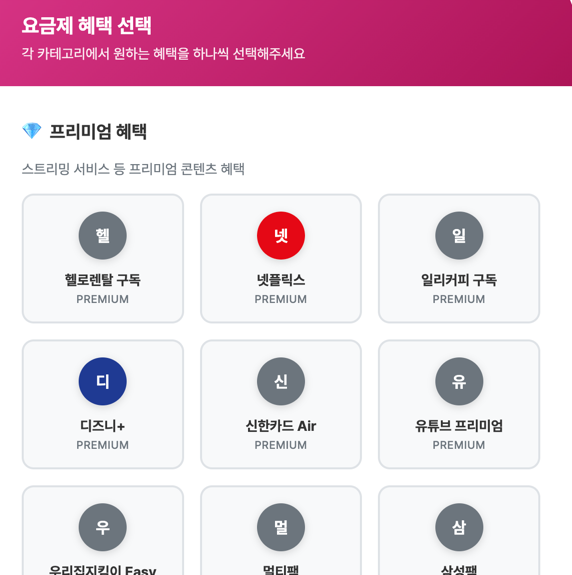 요금제 혜택 선택
각 카테고리에서 원하는 혜택을 하나씩 선택해주세요
프리미엄 혜택
스트리밍 서비스 등 프리미엄 콘텐츠 혜택
헬
헬로렌탈 구독
PREMIUM
넷
넷플릭스
PREMIUM
일
일리커피 구독
PREMIUM
디
디즈니+
PREMIUM
신
신한카드 Air
PREMIUM
유
유튜브 프리미엄
PREMIUM
우
우리집지킴이 Easy
멀
멀티팩
삼
삼성팩